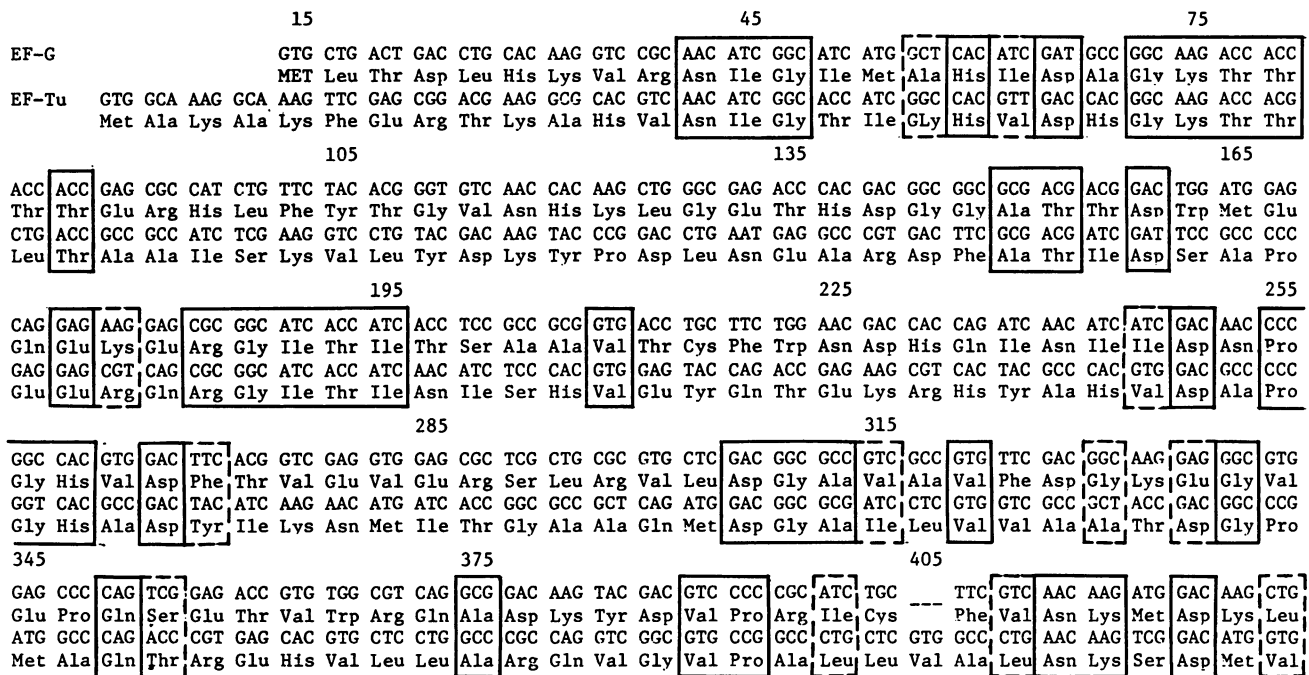 15 45 75
EF-G GTG CTG ACT GAC CTG CAC AAG GTC CGC AAC ATC GGC ATC ATG GCT CAC ATC GAT GCC GGC AAG ACC ACC
MET Leu Thr Asp Leu His Lys Val Arg Asn Ile Gly Ile Met Ala His Ile Asp Ala Gly Lys Thr Thr
EF-Tu GTG GCA AAG GCA AAG TTC GAG CGG ACG AAG GCG CAC GTC AAC ATC GGC ACC ATC GGC CAC GTT GAC CAC GGC AAG ACC ACG
Met Ala Lys Ala Lys Phe Glu Arg Thr Lys Ala His Val Asn Ile Gly Thr Ile GLy His Val Asp His Gly Lys Thr Thr
105 135 165
ACC ACC GAG CGC CAT CTG TTC TAC ACG GGT GTC AAC CAC AAG CTG GGC GAG ACC CAC GAC GGC GGC GCG ACG ACG GAC TGG ATG GAG
Thr Thr Glu Arg His Leu Phe Tyr Thr Gly Val Asn His Lys Leu Gly Glu Thr His Asp Gly Gly Ala Thr Thr Asp Trp Met Glu
CTG ACC GCC GCC ATC TCG AAG GTC CTG TAC GAC AAG TAC CCG GAC CTG AAT GAG GCC CGT GAC TTC GCG ACG ATC GAT TCC GCC CCC
Leu Thr Ala Ala Ile Ser Lys Val Leu Tyr Asp Lys Tyr Pro Asp Leu Asn Glu Ala Arg Asp Phe Ala Thr Ile Asp Ser Ala Pro
195 225 255
CAG GAG AAG GAG CGC GGC ATC ACC ATC ACC TCC GCC GCG GTG ACC TGC TTC TGG AAC GAC CAC CAG ATC AAC ATC ATC GAC AAC CCC
Gln Glu Lys Glu Arg Gly Ile Thr Ile Thr Ser Ala Ala Val Thr Cys Phe Trp Asn Asp His Gln Ile Asn Ile Ile Asp Asn Pro
GAG GAG CGT CAG CGC GGC ATC ACC ATC AAC ATC TCC CAC GTG GAG TAC CAG ACC GAG AAG CGT CAC TAC GCC CAC GTG GAC GCC CCC
Glu Glu Arg Gln Arg Gly Ile Thr Ile Asn Ile Ser His Val Glu Tyr Gln Thr Glu Lys Arg His Tyr Ala His Val Asp Ala Pro
285 315
GGC CAC GTG GAC TTC ACG GTC GAG GTG GAG CGC TCG CTG CGC GTG CTC GAC GGC GCC GTC GCC GTG TTC GAC GGC AAG GAG GGC GTG
Gly His Val Asp Phe Thr Val Glu Val Glu Arg Ser Leu Arg Val Leu Asp Gly Ala Val Ala Val Phe Asp Gly Lys Glu Gly Val
GGT CAC GCC GAC TAC ATC AAG AAC ATG ATC ACC GGC GCC GCT CAG ATG GAC GGC GCG ATC CTC GTG GTC GCC GCT ACC GAC GGC CCG
Gly His Ala Asp Tyr Ile Lys Asn Met Ile Thr Gly Ala Ala Gln Met Asp Gly Ala Ile Leu Val Val Ala Ala Thr Asp Gly Pro
345 375 405
GAG CCC CAG TCG GAG ACC GTG TGG CGT CAG GCG GAC AAG TAC GAC GTC CCC CGC ATC TGC --- TTC GTC AAC AAG ATG GAC AAG CTG
Glu Pro Gln Ser Glu Thr Val Trp Arg Gln Ala Asp Lys Tyr Asp Val Pro Arg Ile Cys Phe Val Asn Lys Met Asp Lys Leu
ATG GCC CAG ACC CGT GAG CAC GTG CTC CTG GCC CGC CAG GTC GGC GTG CCG GCC CTG CTC GTG GCC CTG AAC AAG TCG GAC ATG GTG
Met Ala Gln Thr Arg Glu His Val Leu Leu Ala Arg Gln Val Gly Val Pro Ala Leu Leu Val Ala Leu Asn Lys Ser Asp Met Val